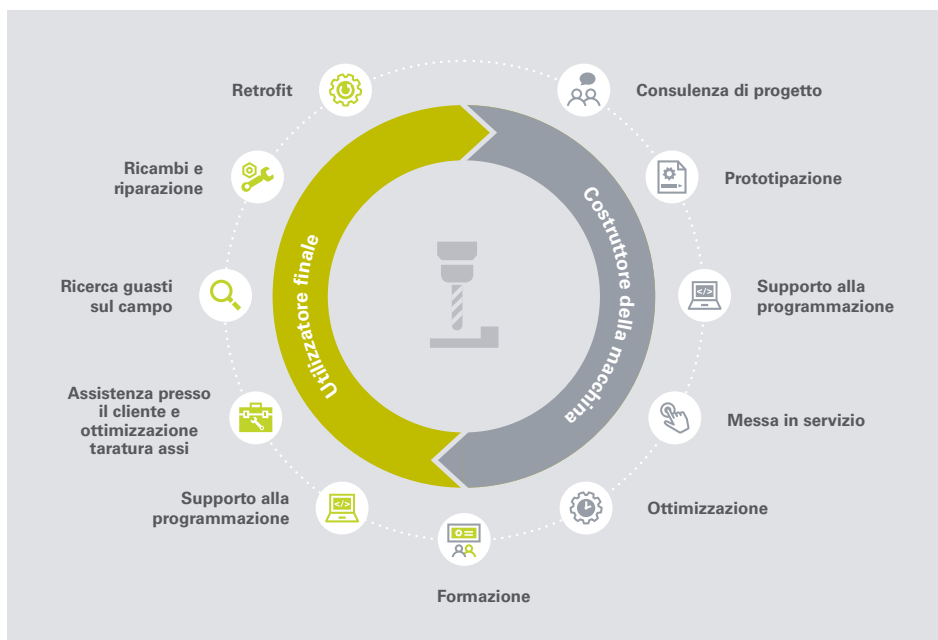 Retrofit
Consulenza di progetto
Ricambi e
riparazione
Prototipazione
Utilizzatore finale
Costruttore della macchina
Ricerca guasti
sul campo
</>
Supporto alla
programmazione
Assistenza presso
il cliente e
ottimizzazione
taratura assi
Messa in servizio
Supporto alla
programmazione
</>
Ottimizzazione
Formazione